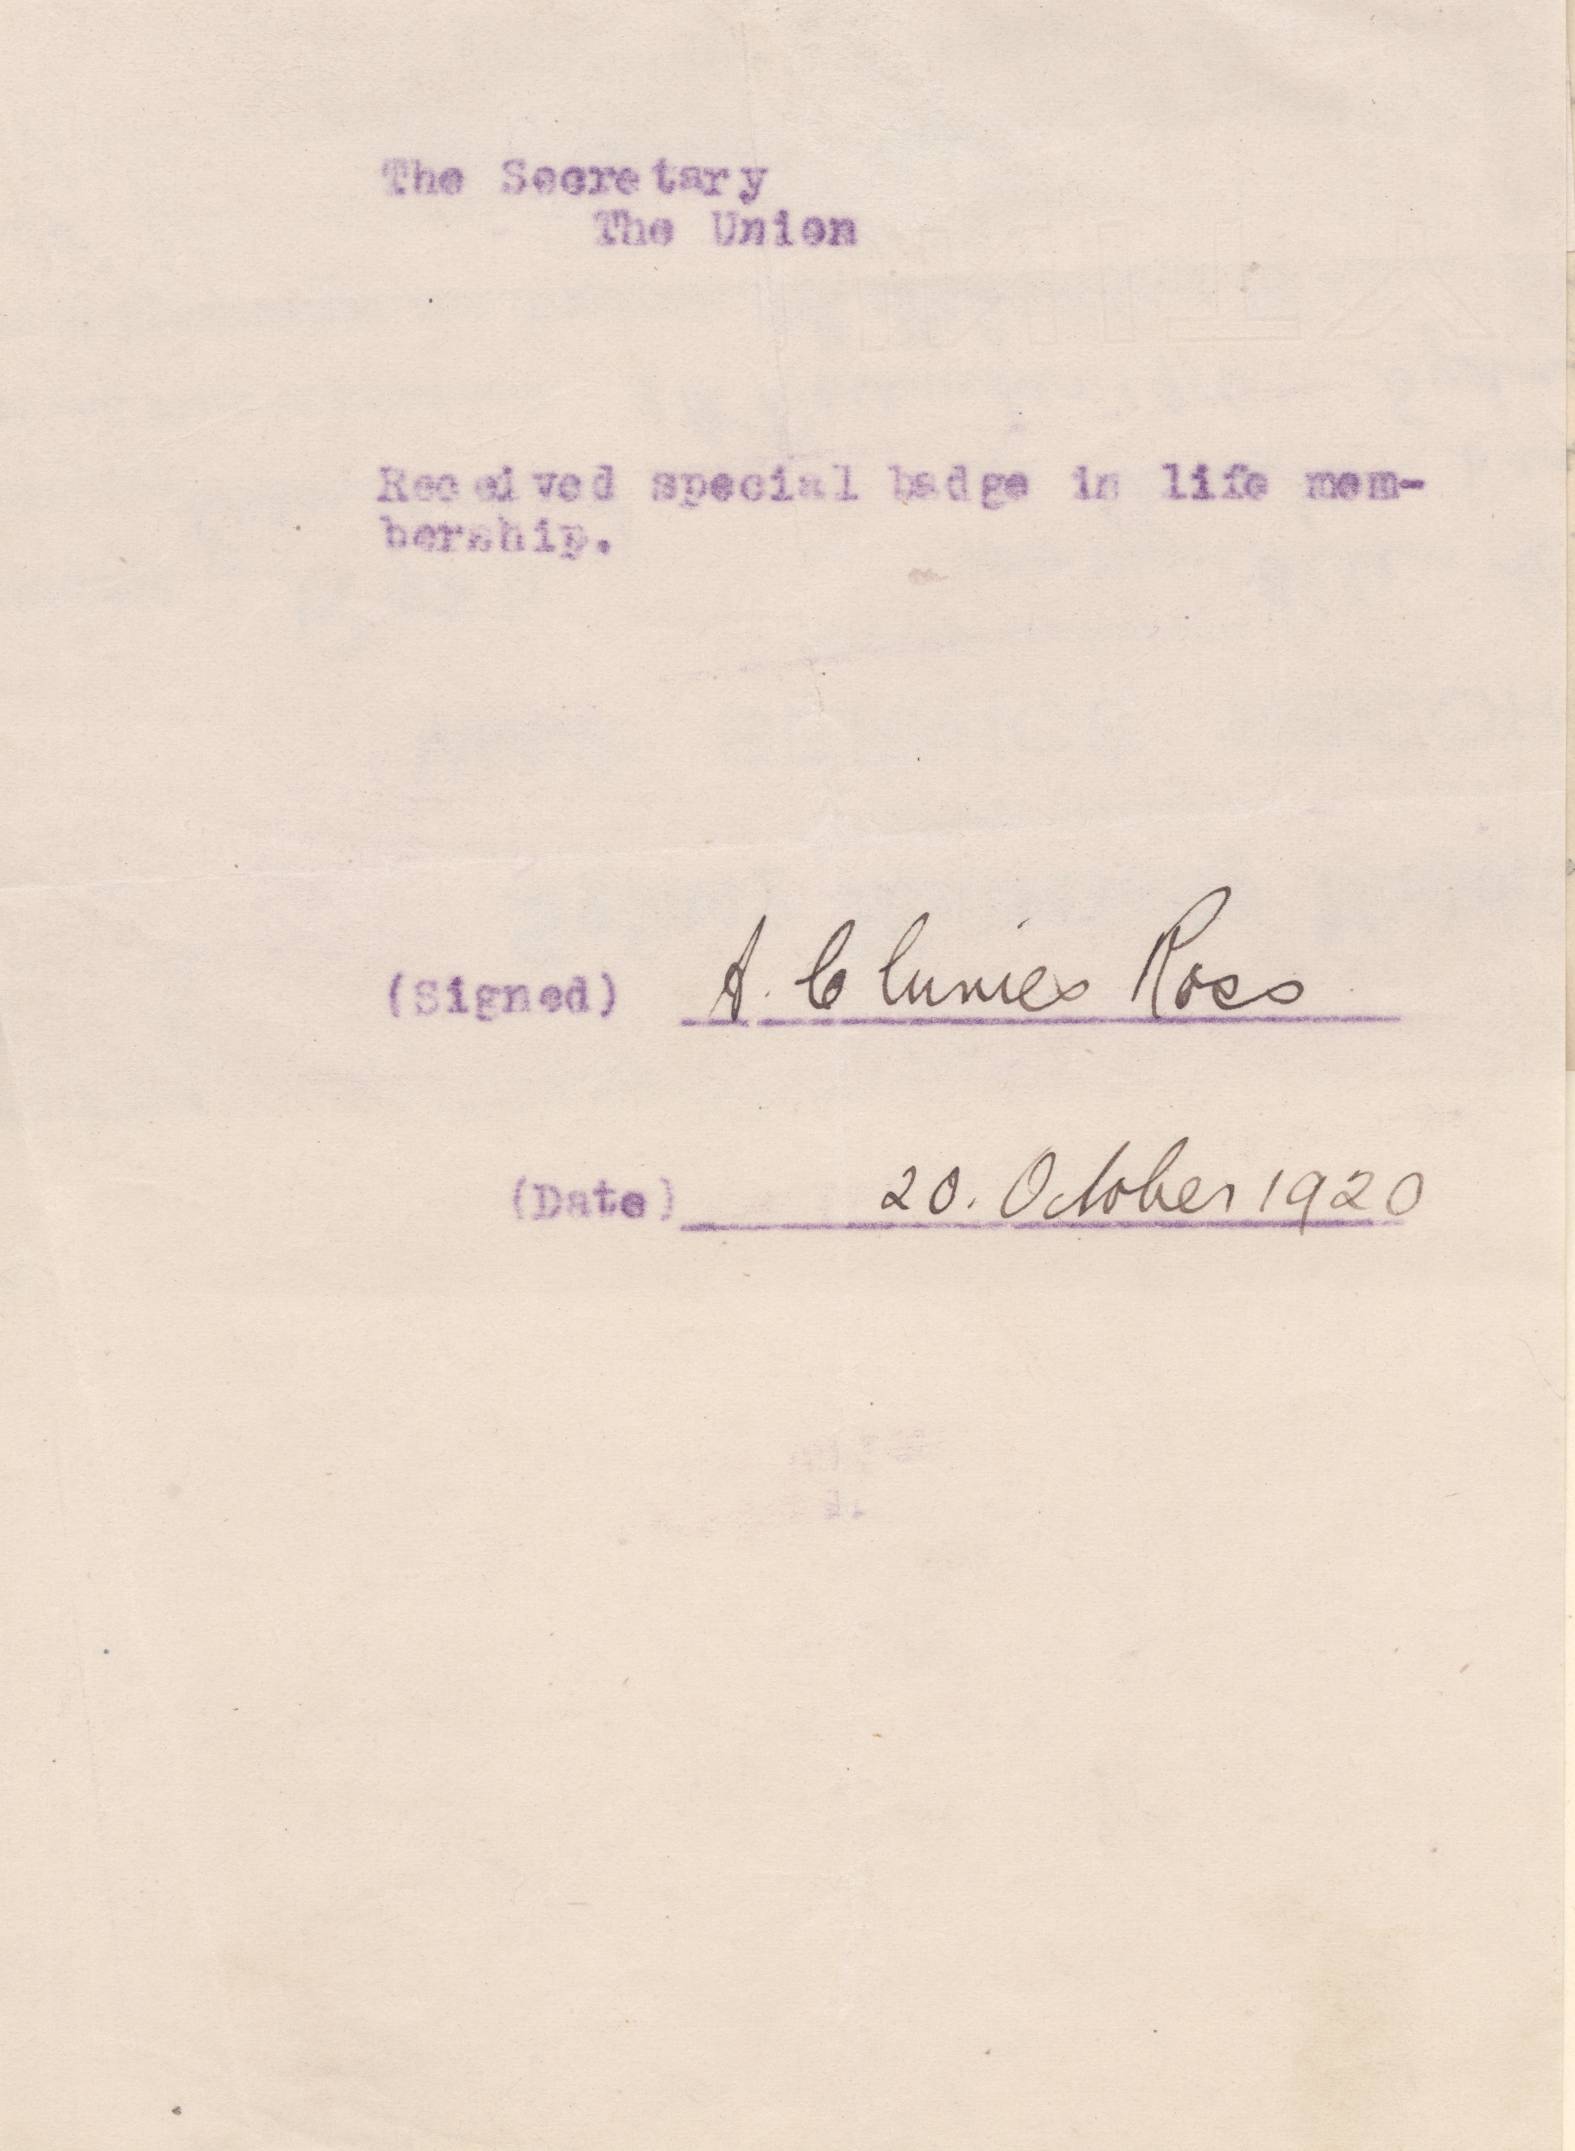 The Secretary
The Union
Received special badge in life mem-
bership.
(Signed) A. Clunies Ross
(Date) 20. October 1920